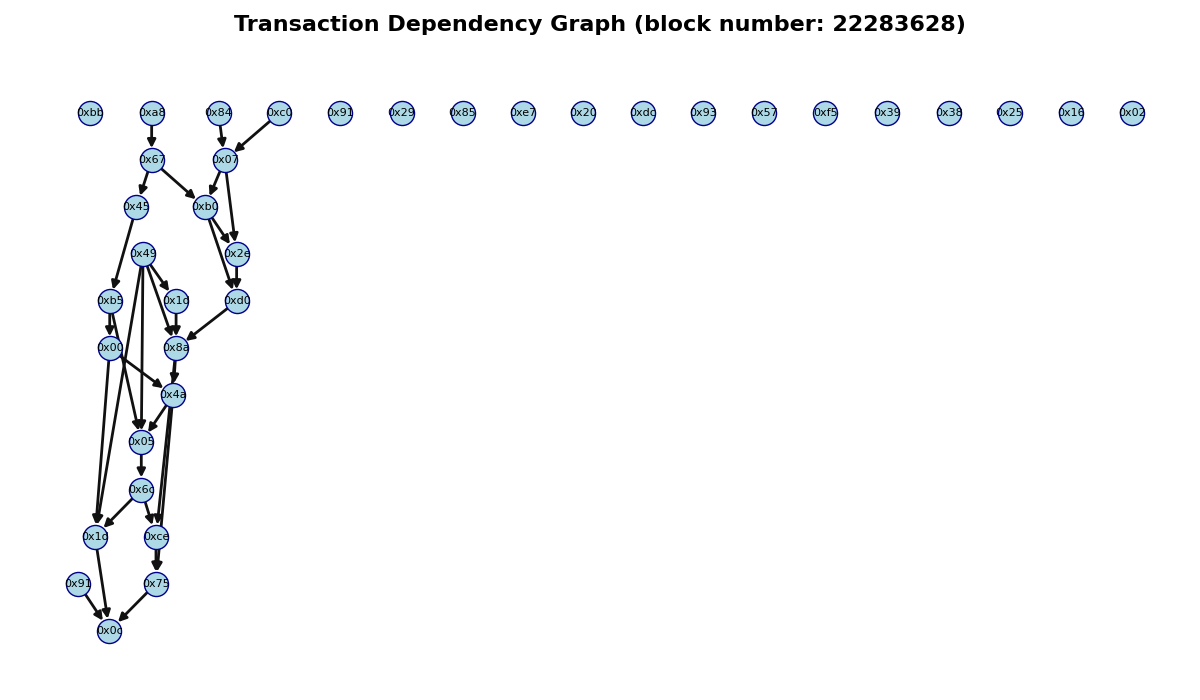 Transaction Dependency Graph (block number: 22283628)
0xbb 0xa8 0x84 0xc0 0x91 0x29 0x85 0xe7 0x20 0xdc 0x93 0x57 0xf5 0x39 0x38 0x25 0x16 0x02
0x67 0x07
0x45 0xb0
0x49 0x2e
0xb5 0x1d 0xd0
0x00 0x8a
0x4a
0x05
0x6c
0x1d 0xce
0x91 0x75
0x0c